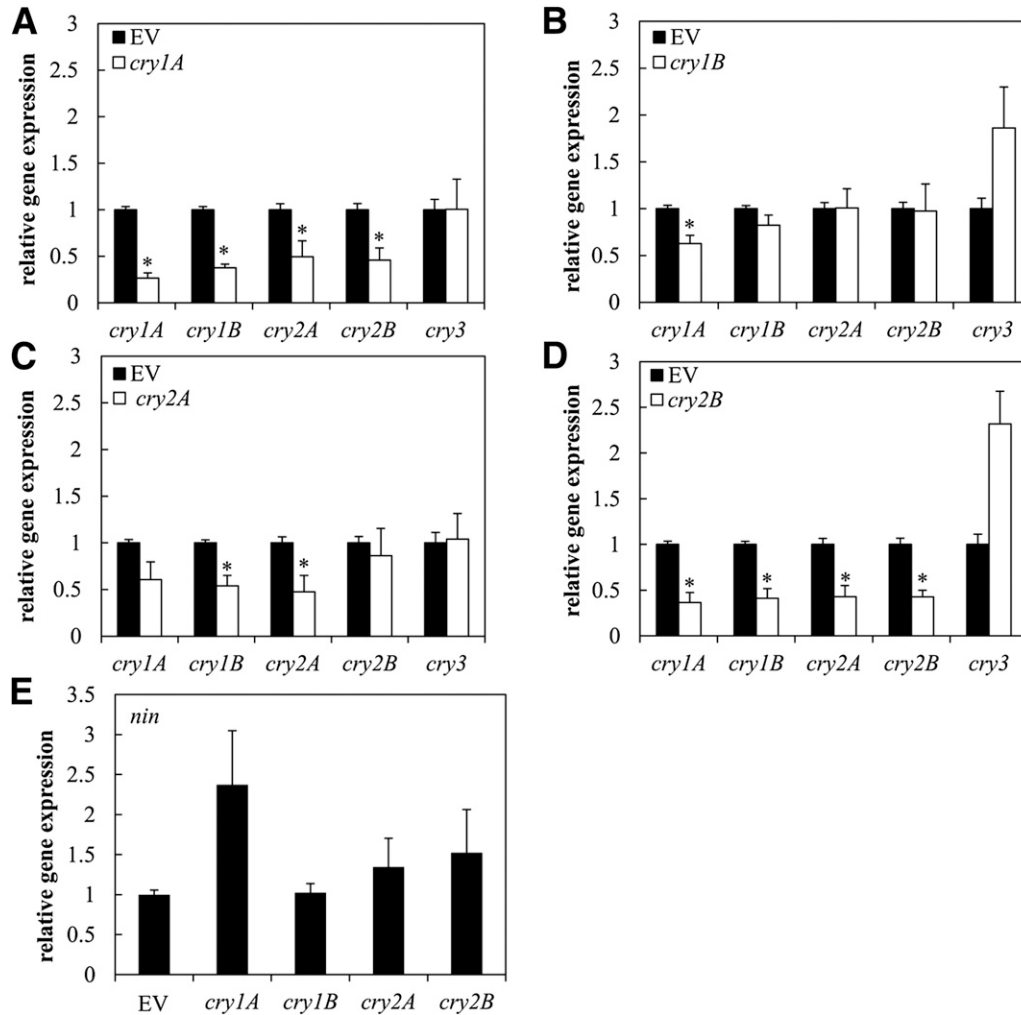 A
EV
cry1A
relative gene expression
3
2.5
2
1.5
1
0.5
0
* * * *
cry1A cry1B cry2A cry2B cry3
B
EV
cry1B
relative gene expression
3
2.5
2
1.5
1
0.5
0
*
cry1A cry1B cry2A cry2B cry3
C
EV
cry2A
relative gene expression
3
2.5
2
1.5
1
0.5
0
* *
cry1A cry1B cry2A cry2B cry3
D
EV
cry2B
relative gene expression
3
2.5
2
1.5
1
0.5
0
* * * *
cry1A cry1B cry2A cry2B cry3
E
nin
relative gene expression
3.5
3
2.5
2
1.5
1
0.5
0
EV cry1A cry1B cry2A cry2B